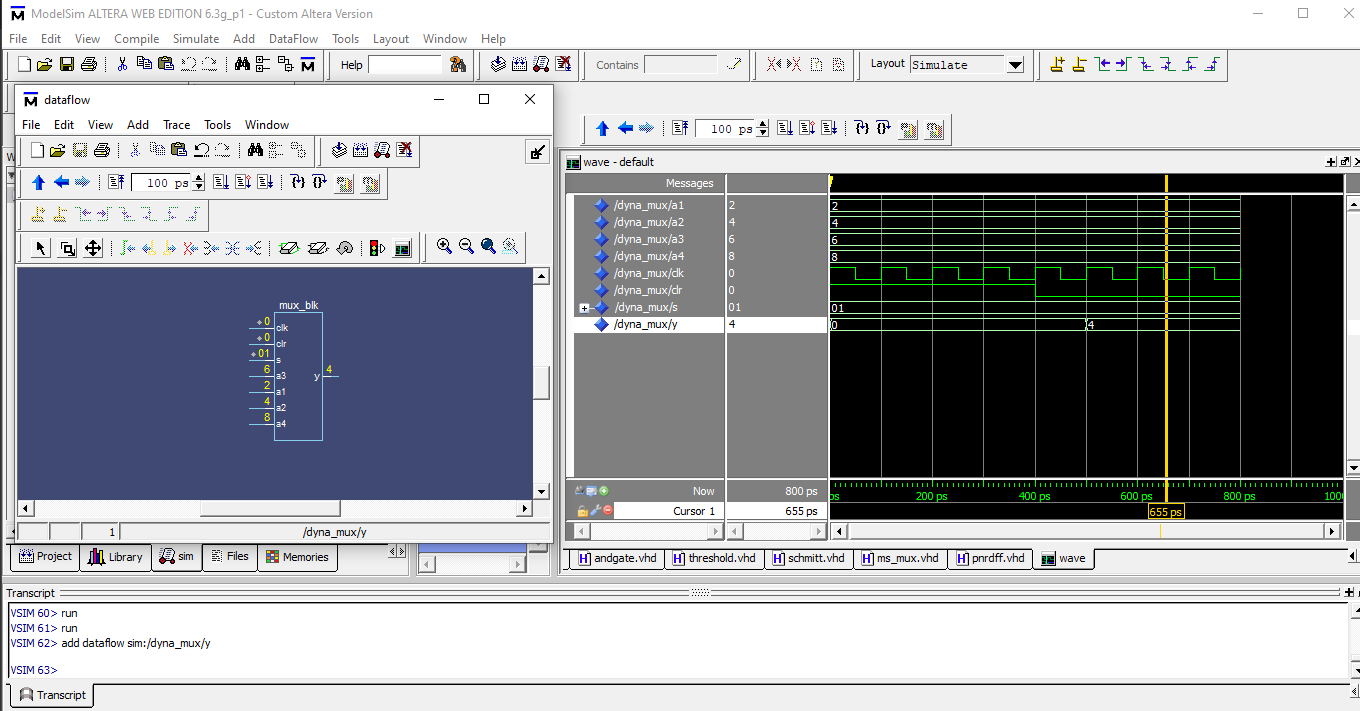 ModelSim ALTERA WEB EDITION 6.3g_p1 - Custom Altera Version
File Edit View Compile Simulate Add DataFlow Tools Layout Window Help
Help Contains Layout Simulate
dataflow
File Edit View Add Trace Tools Window
100 ps
100 ps
mux_blk
0 clk
0 clr
01 s
6 a3 y 4
2 a1
4 a2
8 a4
1 /dyna_mux/y
Project Library sim Files Memories
wave - default
Messages
/dyna_mux/a1 2 2
/dyna_mux/a2 4 4
/dyna_mux/a3 6 6
/dyna_mux/a4 8 8
/dyna_mux/clk 0
/dyna_mux/clr 0
/dyna_mux/s 01 01
/dyna_mux/y 4 0 4
Now 800 ps ps 200 ps 400 ps 600 ps 800 ps 1000
Cursor 1 655 ps 655 ps
andgate.vhd threshold.vhd schmitt.vhd ms_mux.vhd pnrdff.vhd wave
Transcript
VSIM 60> run
VSIM 61> run
VSIM 62> add dataflow sim:/dyna_mux/y
VSIM 63>
Transcript